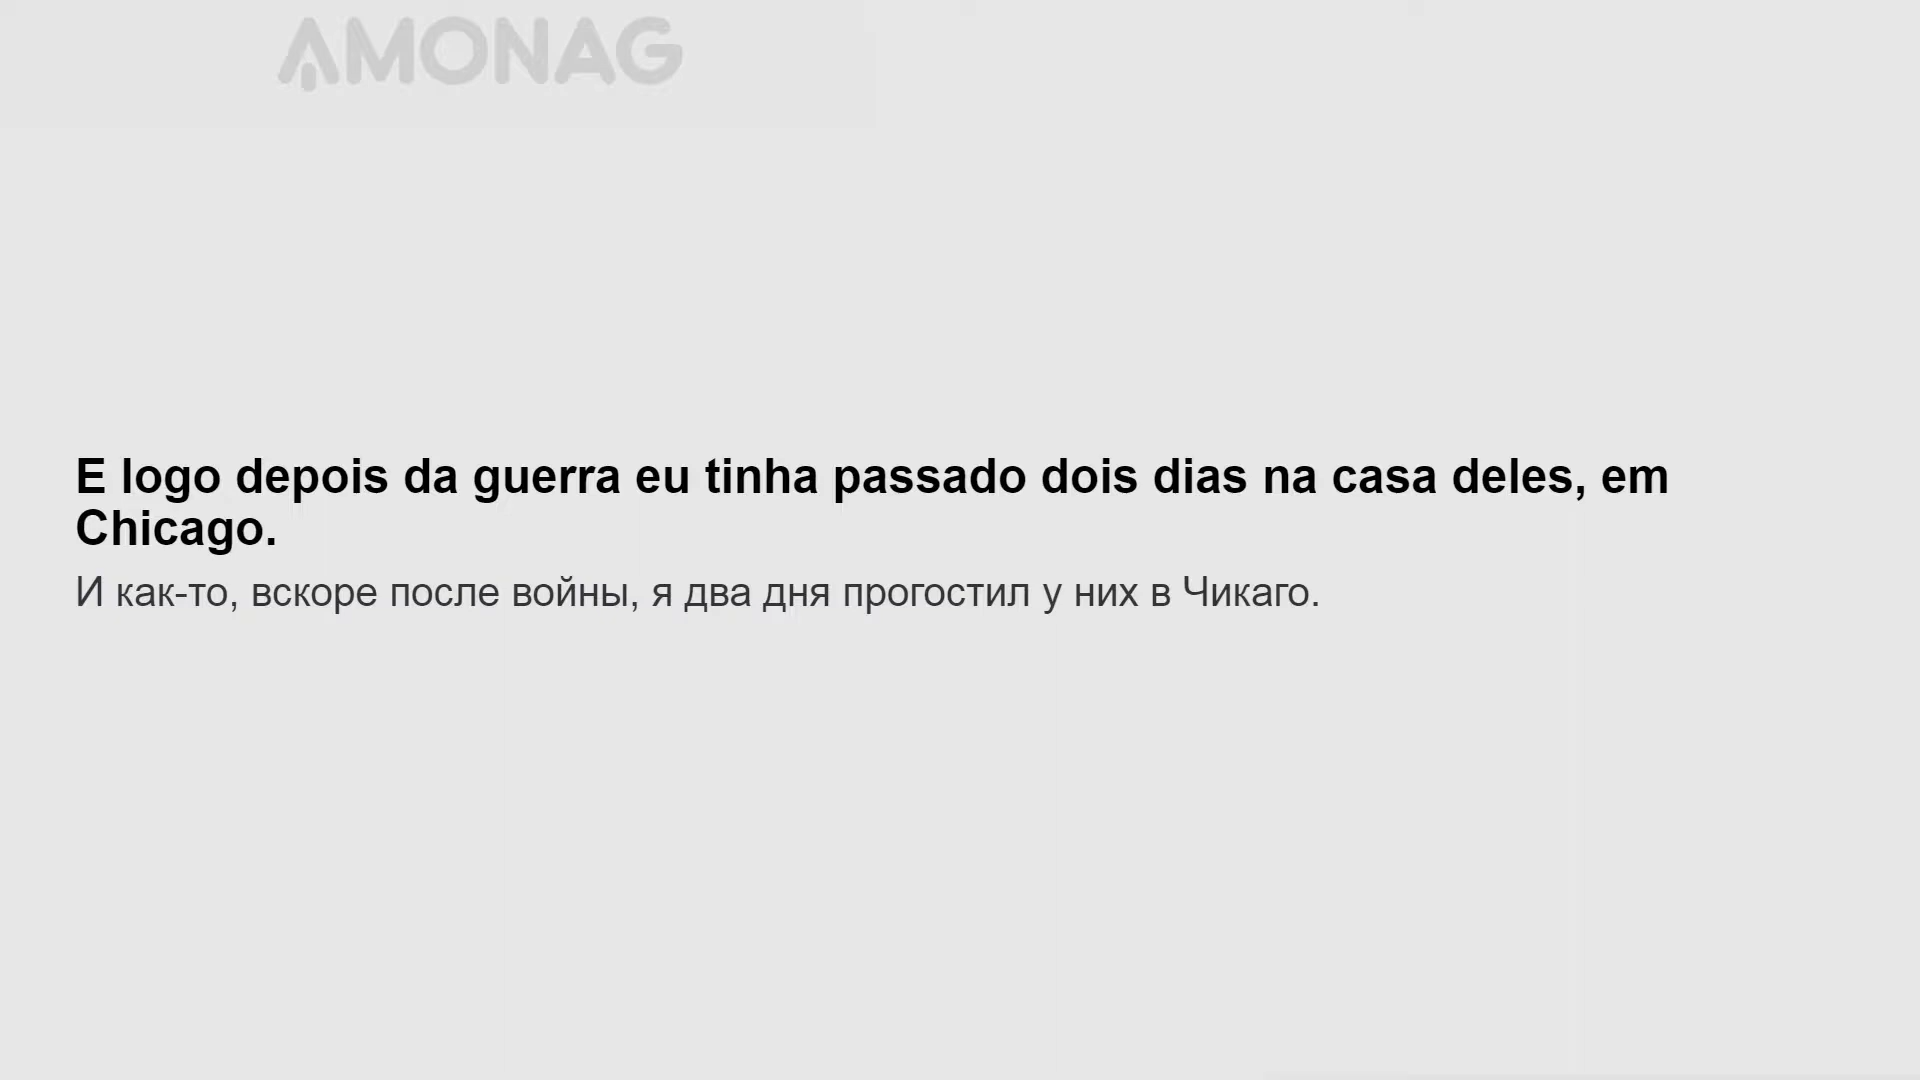 AMONAG
E logo depois da guerra eu tinha passado dois dias na casa deles, em
Chicago.
И как-то, вскоре после войны, я два дня прогостил у них в Чикаго.